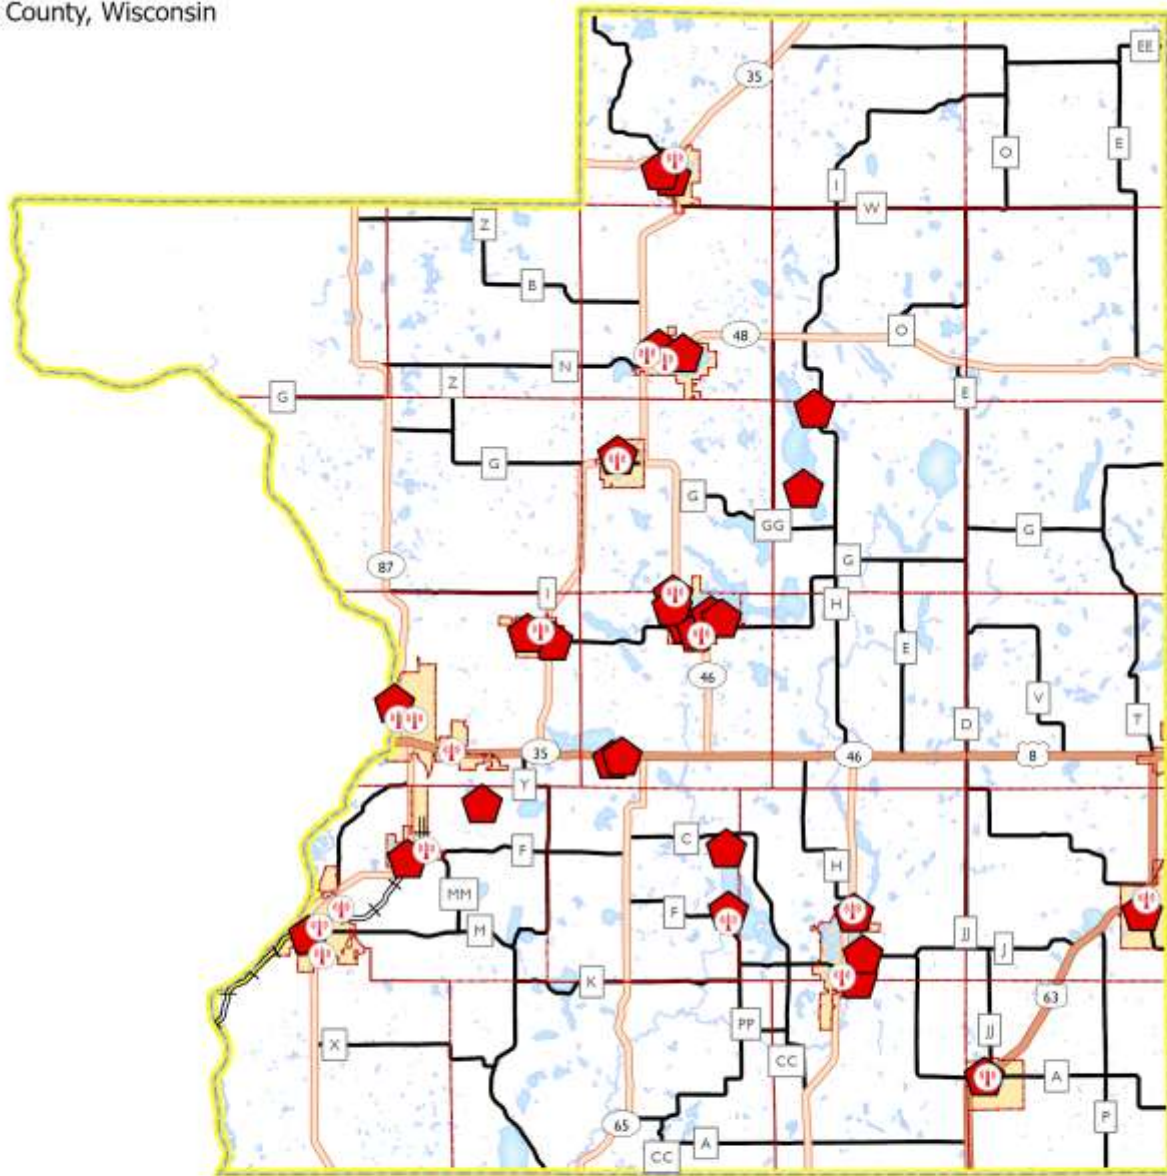 County, Wisconsin
EE
35
O
E
I
W
Z
B
48
O
N
Z
E
G
G
G
GG
G
G
87
I
H
E
46
V
D
T
35
46
8
Y
C
F
H
MM
F
M
JJ
J
K
63
PP
JJ
X
CC
A
P
65
A
CC